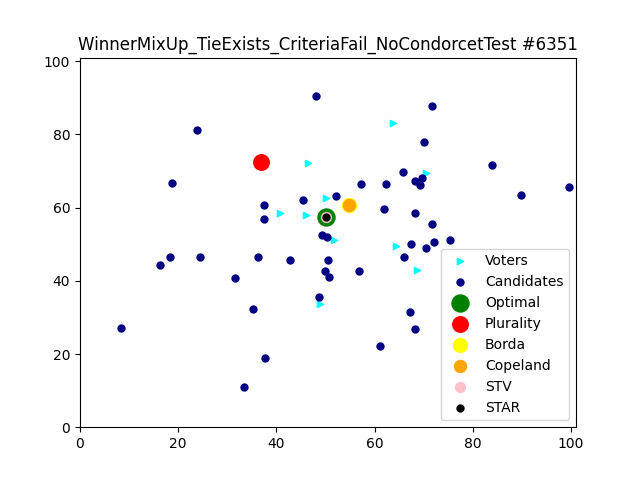 WinnerMixUp_TieExists_CriteriaFail_NoCondorcetTest #6351
100
80
60
40
20
0
0 20 40 60 80 100
Voters
Candidates
Optimal
Plurality
Borda
Copeland
STV
STAR